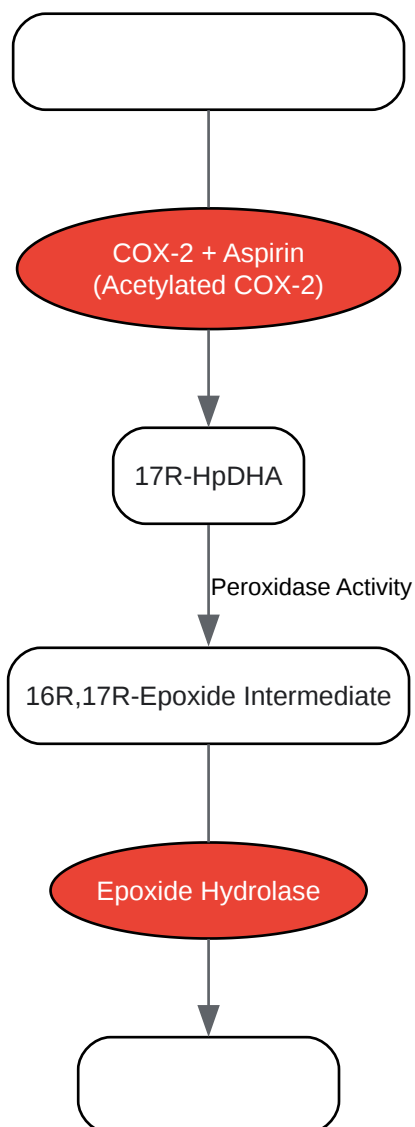 COX-2 + Aspirin
(Acetylated COX-2)
17R-HpDHA
Peroxidase Activity
16R,17R-Epoxide Intermediate
Epoxide Hydrolase